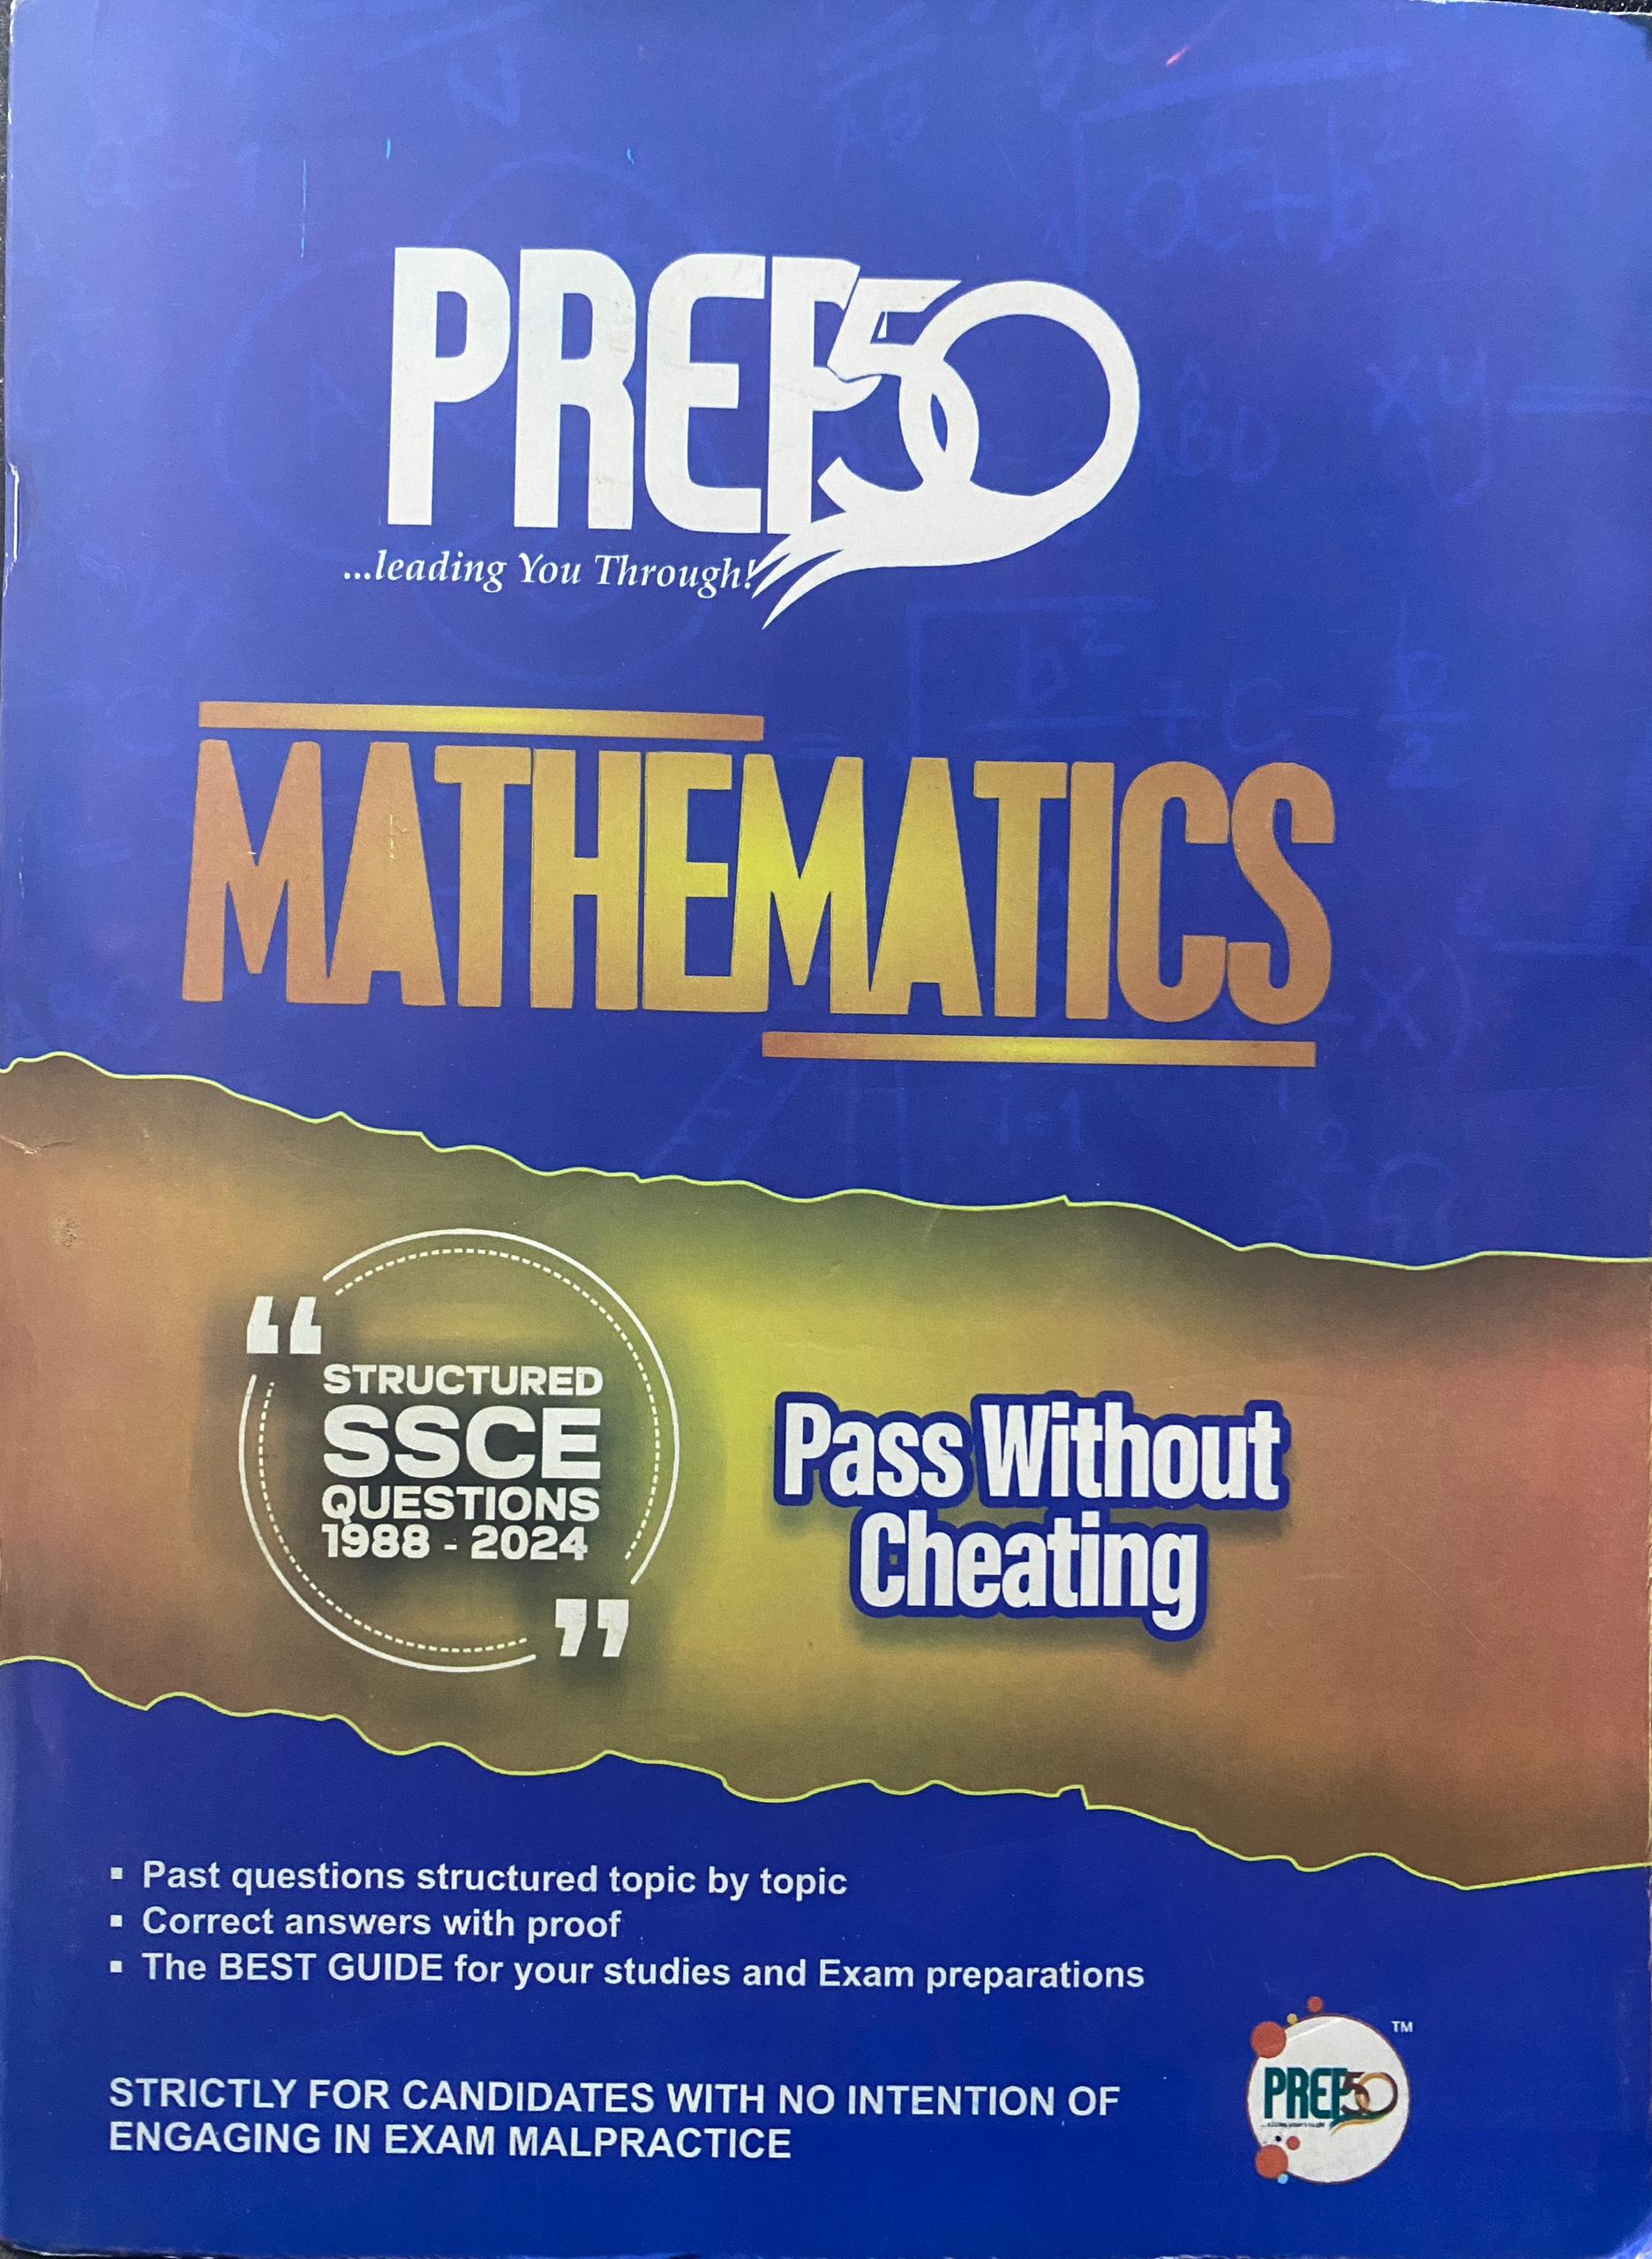 PREP50
...leading You Through!
MATHEMATICS
“
STRUCTURED
SSCE
QUESTIONS
1988 - 2024
”
Pass Without
Cheating
▪ Past questions structured topic by topic
▪ Correct answers with proof
▪ The BEST GUIDE for your studies and Exam preparations
STRICTLY FOR CANDIDATES WITH NO INTENTION OF
ENGAGING IN EXAM MALPRACTICE
TM
PREP50